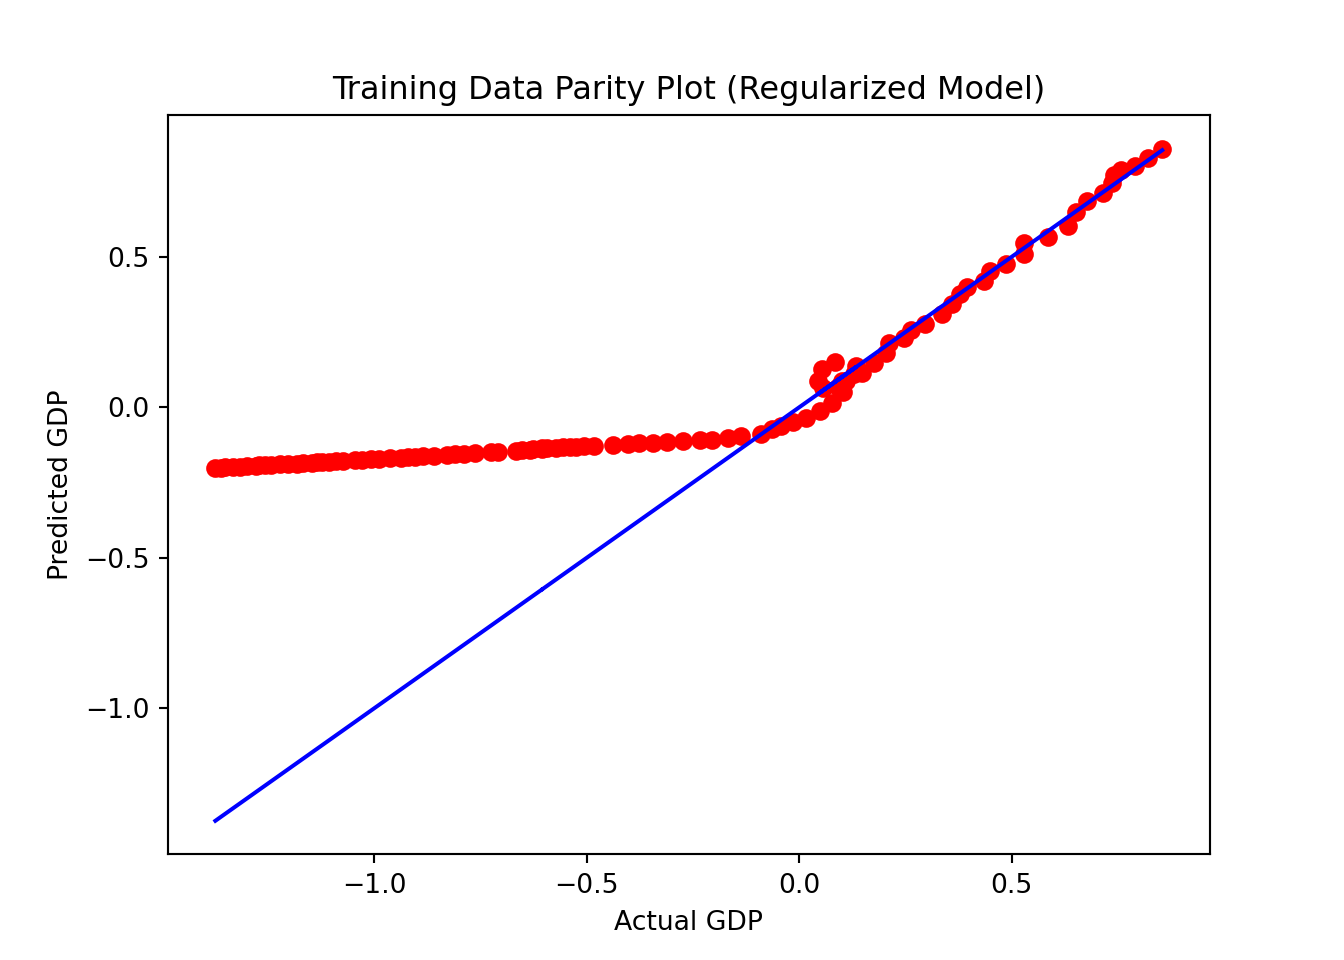 Training Data Parity Plot (Regularized Model)
0.5
0.0
−0.5
−1.0
Predicted GDP
−1.0 −0.5 0.0 0.5
Actual GDP